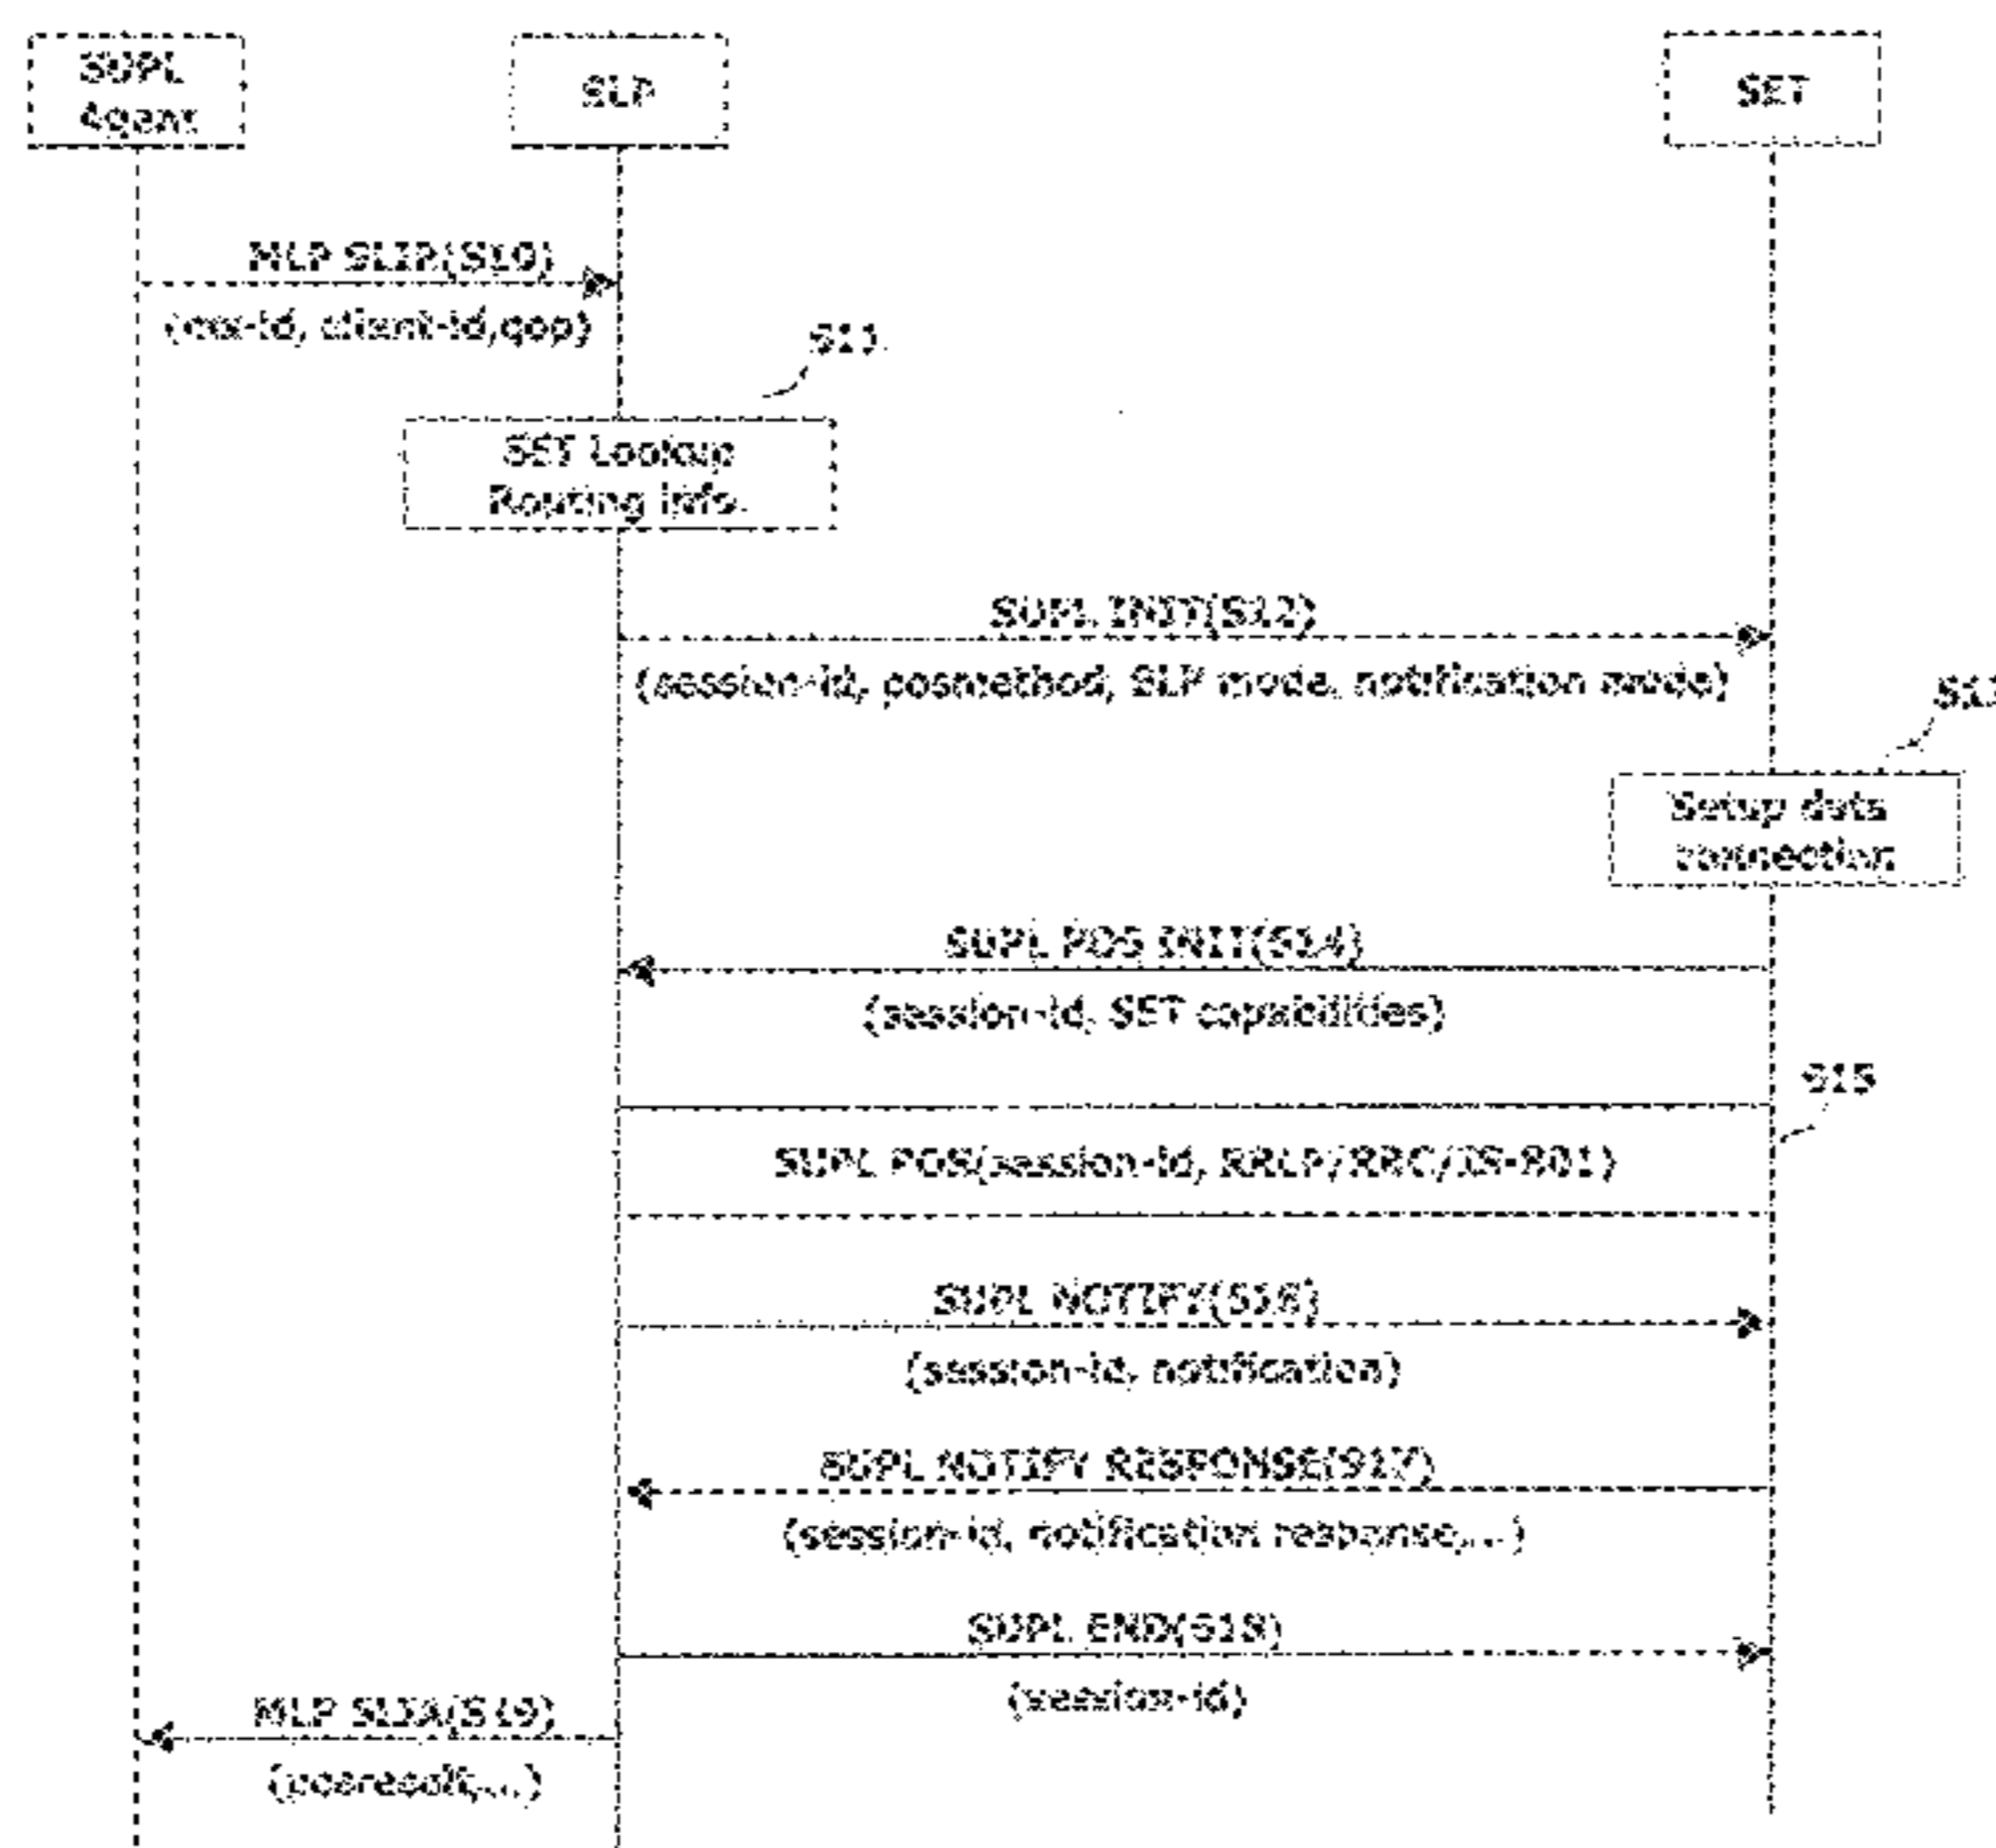 SUPL
Agent
SLP
SET
MLP SLIR(S10)
(ms-id, client-id,qop)
S11
SET Lookup
Routing info.
SUPL INIT(S12)
(session-id, posmethod, SLP mode, notification mode)
S13
Setup data
connection
SUPL POS INIT(S14)
(session-id, SET capabilities)
S15
SUPL POS(session-id, RRLP/RRC/IS-801)
SUPL NOTIFY(S16)
(session-id, notification)
SUPL NOTIFY RESPONSE(S17)
(session-id, notification response,...)
SUPL END(S18)
(session-id)
MLP SLIA(S19)
(posresult,...)